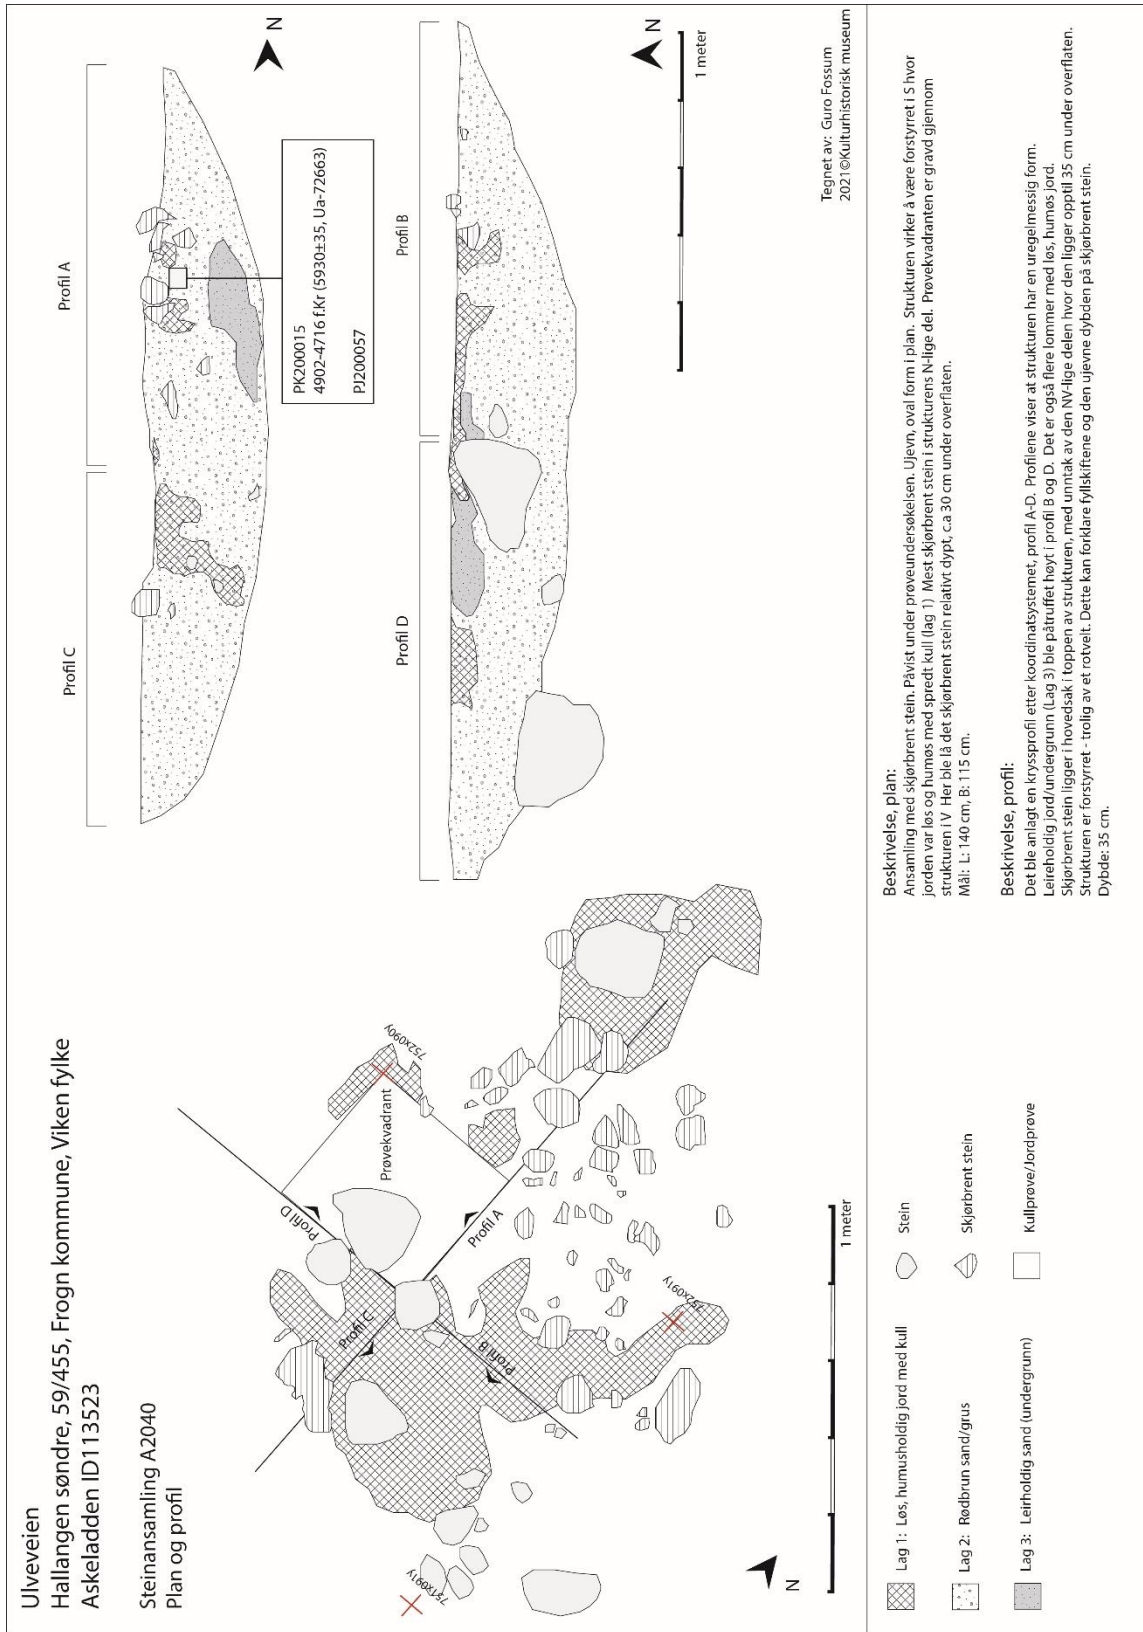 Ulveveien
Hallangen søndre, 59/455, Frogn kommune, Viken fylke
Askeladden ID113523
Steinansamling A2040
Plan og profil
Profil C
Profil A
N
PK200015
4902-4716 f.Kr (5930±35, Ua-72663)
PJ200057
Profil D
Profil B
N
1 meter
Tegnet av: Guro Fossum
2021©Kulturhistorisk museum
752x090y
Prøvekvadrant
Profil D
Profil A
Profil C
Profil B
752x091y
751x091y
N
1 meter
Lag 1: Løs, humusholdig jord med kull
Lag 2: Rødbrun sand/grus
Lag 3: Leirholdig sand (undergrunn)
Stein
Skjørbrent stein
Kullprøve/Jordprøve
Beskrivelse, plan:
Ansamling med skjørbrent stein. Påvist under prøveundersøkelsen. Ujevn, oval form i plan. Strukturen virker å være forstyrret i S hvor
jorden var løs og humøs med spredt kull (lag 1) Mest skjørbrent stein i strukturens N-lige del. Prøvekvadranten er gravd gjennom
strukturen i V Her ble lå det skjørbrent stein relativt dypt, c.a 30 cm under overflaten.
Mål: L: 140 cm, B: 115 cm.
Beskrivelse, profil:
Det ble anlagt en kryssprofil etter koordinatsystemet, profil A-D. Profilene viser at strukturen har en uregelmessig form.
Leireholdig jord/undergrunn (Lag 3) ble påtruffet høyt i profil B og D. Det er også flere lommer med løs, humøs jord.
Skjørbrent stein ligger i hovedsak i toppen av strukturen, med unntak av den NV-lige delen hvor den ligger opptil 35 cm under overflaten.
Strukturen er forstyrret - trolig av et rotvelt. Dette kan forklare fyllskiftene og den ujevne dybden på skjørbrent stein.
Dybde: 35 cm.